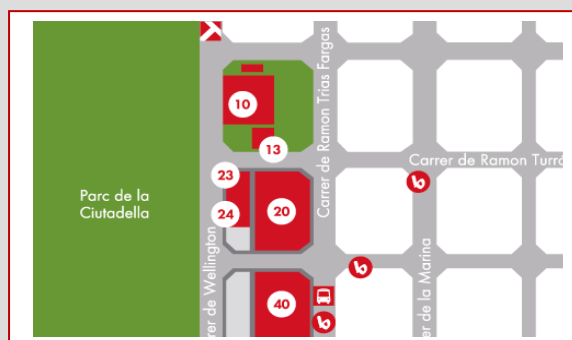 Carrer de Ramon Trias Fargas
10
13
Carrer de Ramon Turró
23
Parc de la
Ciutadella
24
20
rer de Wellington
er de la Marina
40